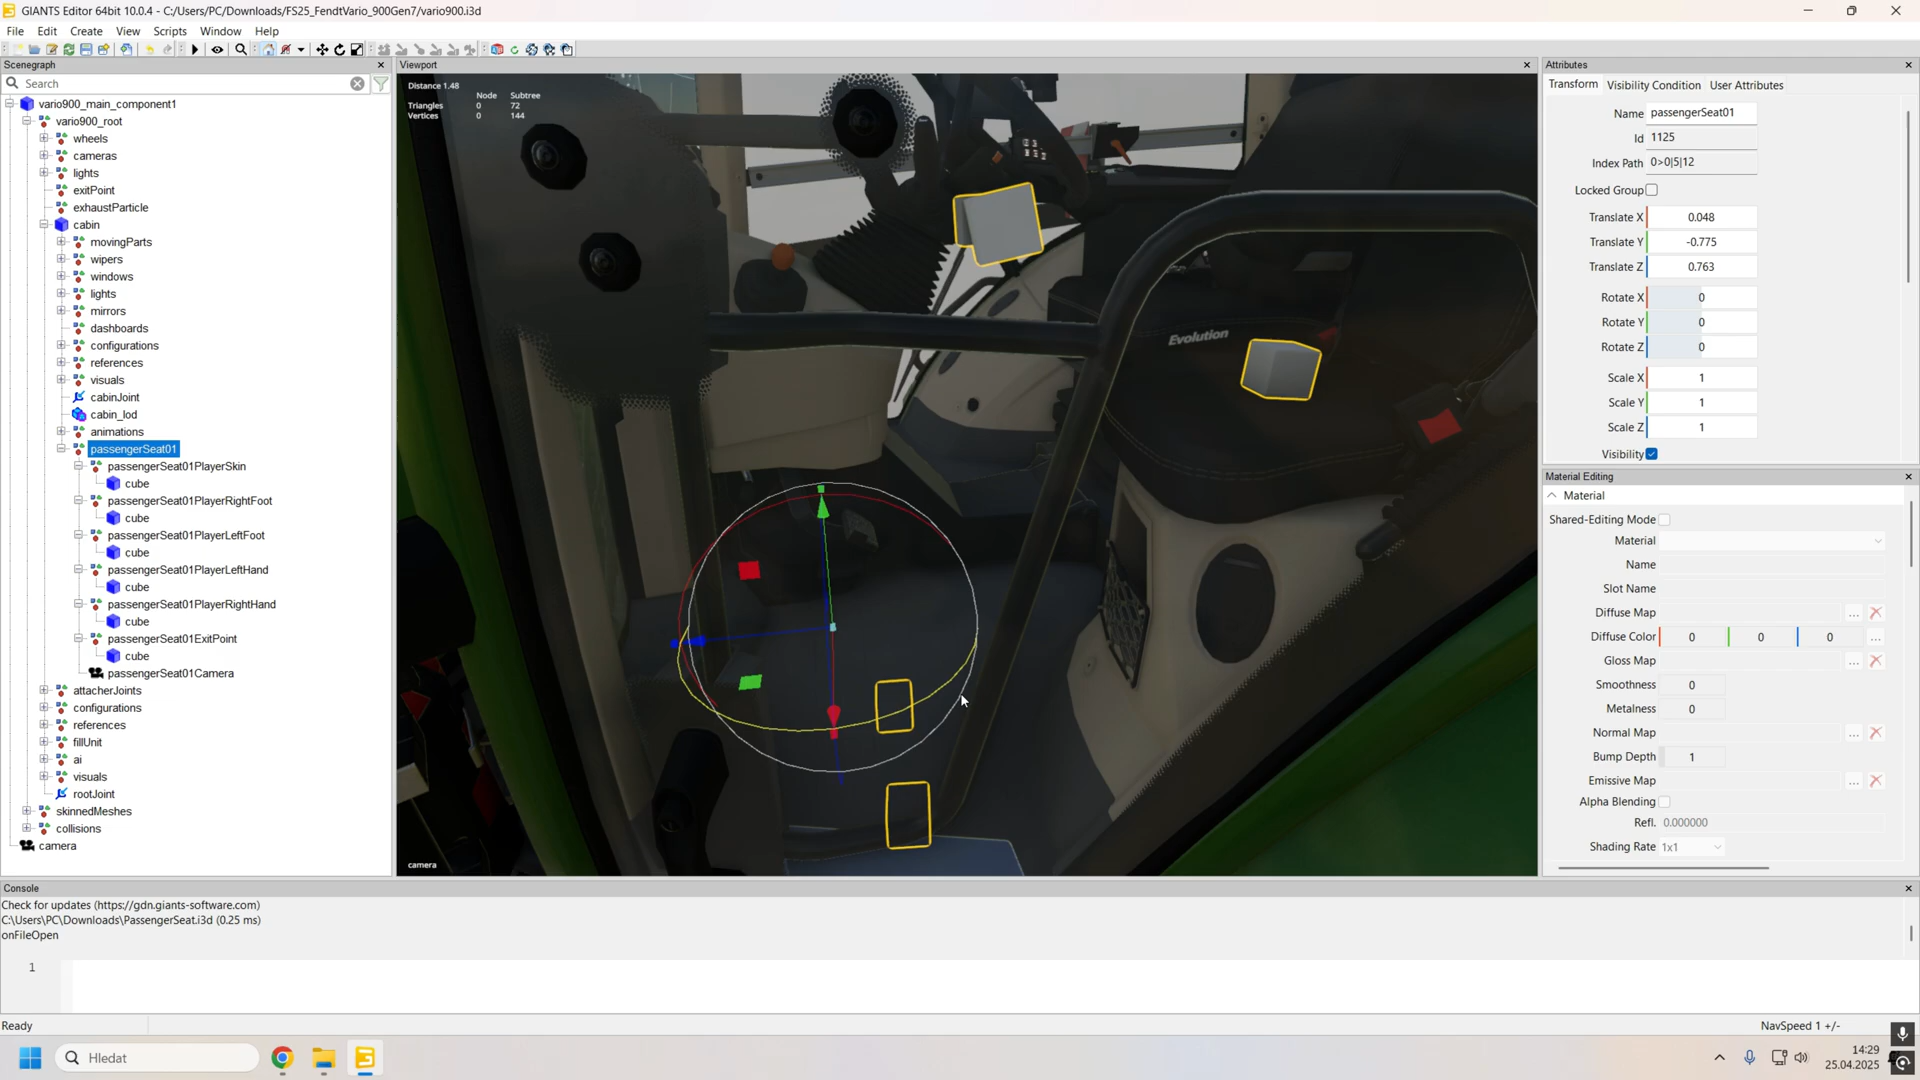 GIANTS Editor 64bit 10.0.4 - C:/Users/PC/Downloads/FS25_FendtVario_900Gen7/vario900.i3d
File Edit Create View Scripts Window Help
Scenegraph
Search
vario900_main_component1
vario900_root
wheels
cameras
lights
exitPoint
exhaustParticle
cabin
movingParts
wipers
windows
lights
mirrors
dashboards
configurations
references
visuals
cabinJoint
cabin_lod
animations
passengerSeat01
passengerSeat01PlayerSkin
cube
passengerSeat01PlayerRightFoot
cube
passengerSeat01PlayerLeftFoot
cube
passengerSeat01PlayerLeftHand
cube
passengerSeat01PlayerRightHand
cube
passengerSeat01ExitPoint
cube
passengerSeat01Camera
attacherJoints
configurations
references
fillUnit
ai
visuals
rootJoint
skinnedMeshes
collisions
camera
Viewport
Distance 1.48
Node Subtree
Triangles 0 72
Vertices 0 144
Evolution
camera
Attributes
Transform Visibility Condition User Attributes
Name passengerSeat01
Id 1125
Index Path 0>0|5|12
Locked Group
Translate X 0.048
Translate Y -0.775
Translate Z 0.763
Rotate X 0
Rotate Y 0
Rotate Z 0
Scale X 1
Scale Y 1
Scale Z 1
Visibility
Material Editing
Material
Shared-Editing Mode
Material
Name
Slot Name
Diffuse Map ...
Diffuse Color 0 0 0 ...
Gloss Map ...
Smoothness 0
Metalness 0
Normal Map ...
Bump Depth 1
Emissive Map ...
Alpha Blending
Refl. 0.000000
Shading Rate 1x1
Console
Check for updates (https://gdn.giants-software.com)
C:\Users\PC\Downloads\PassengerSeat.i3d (0.25 ms)
onFileOpen
1
Ready
NavSpeed 1 +/-
Hledat
14:29
25.04.2025